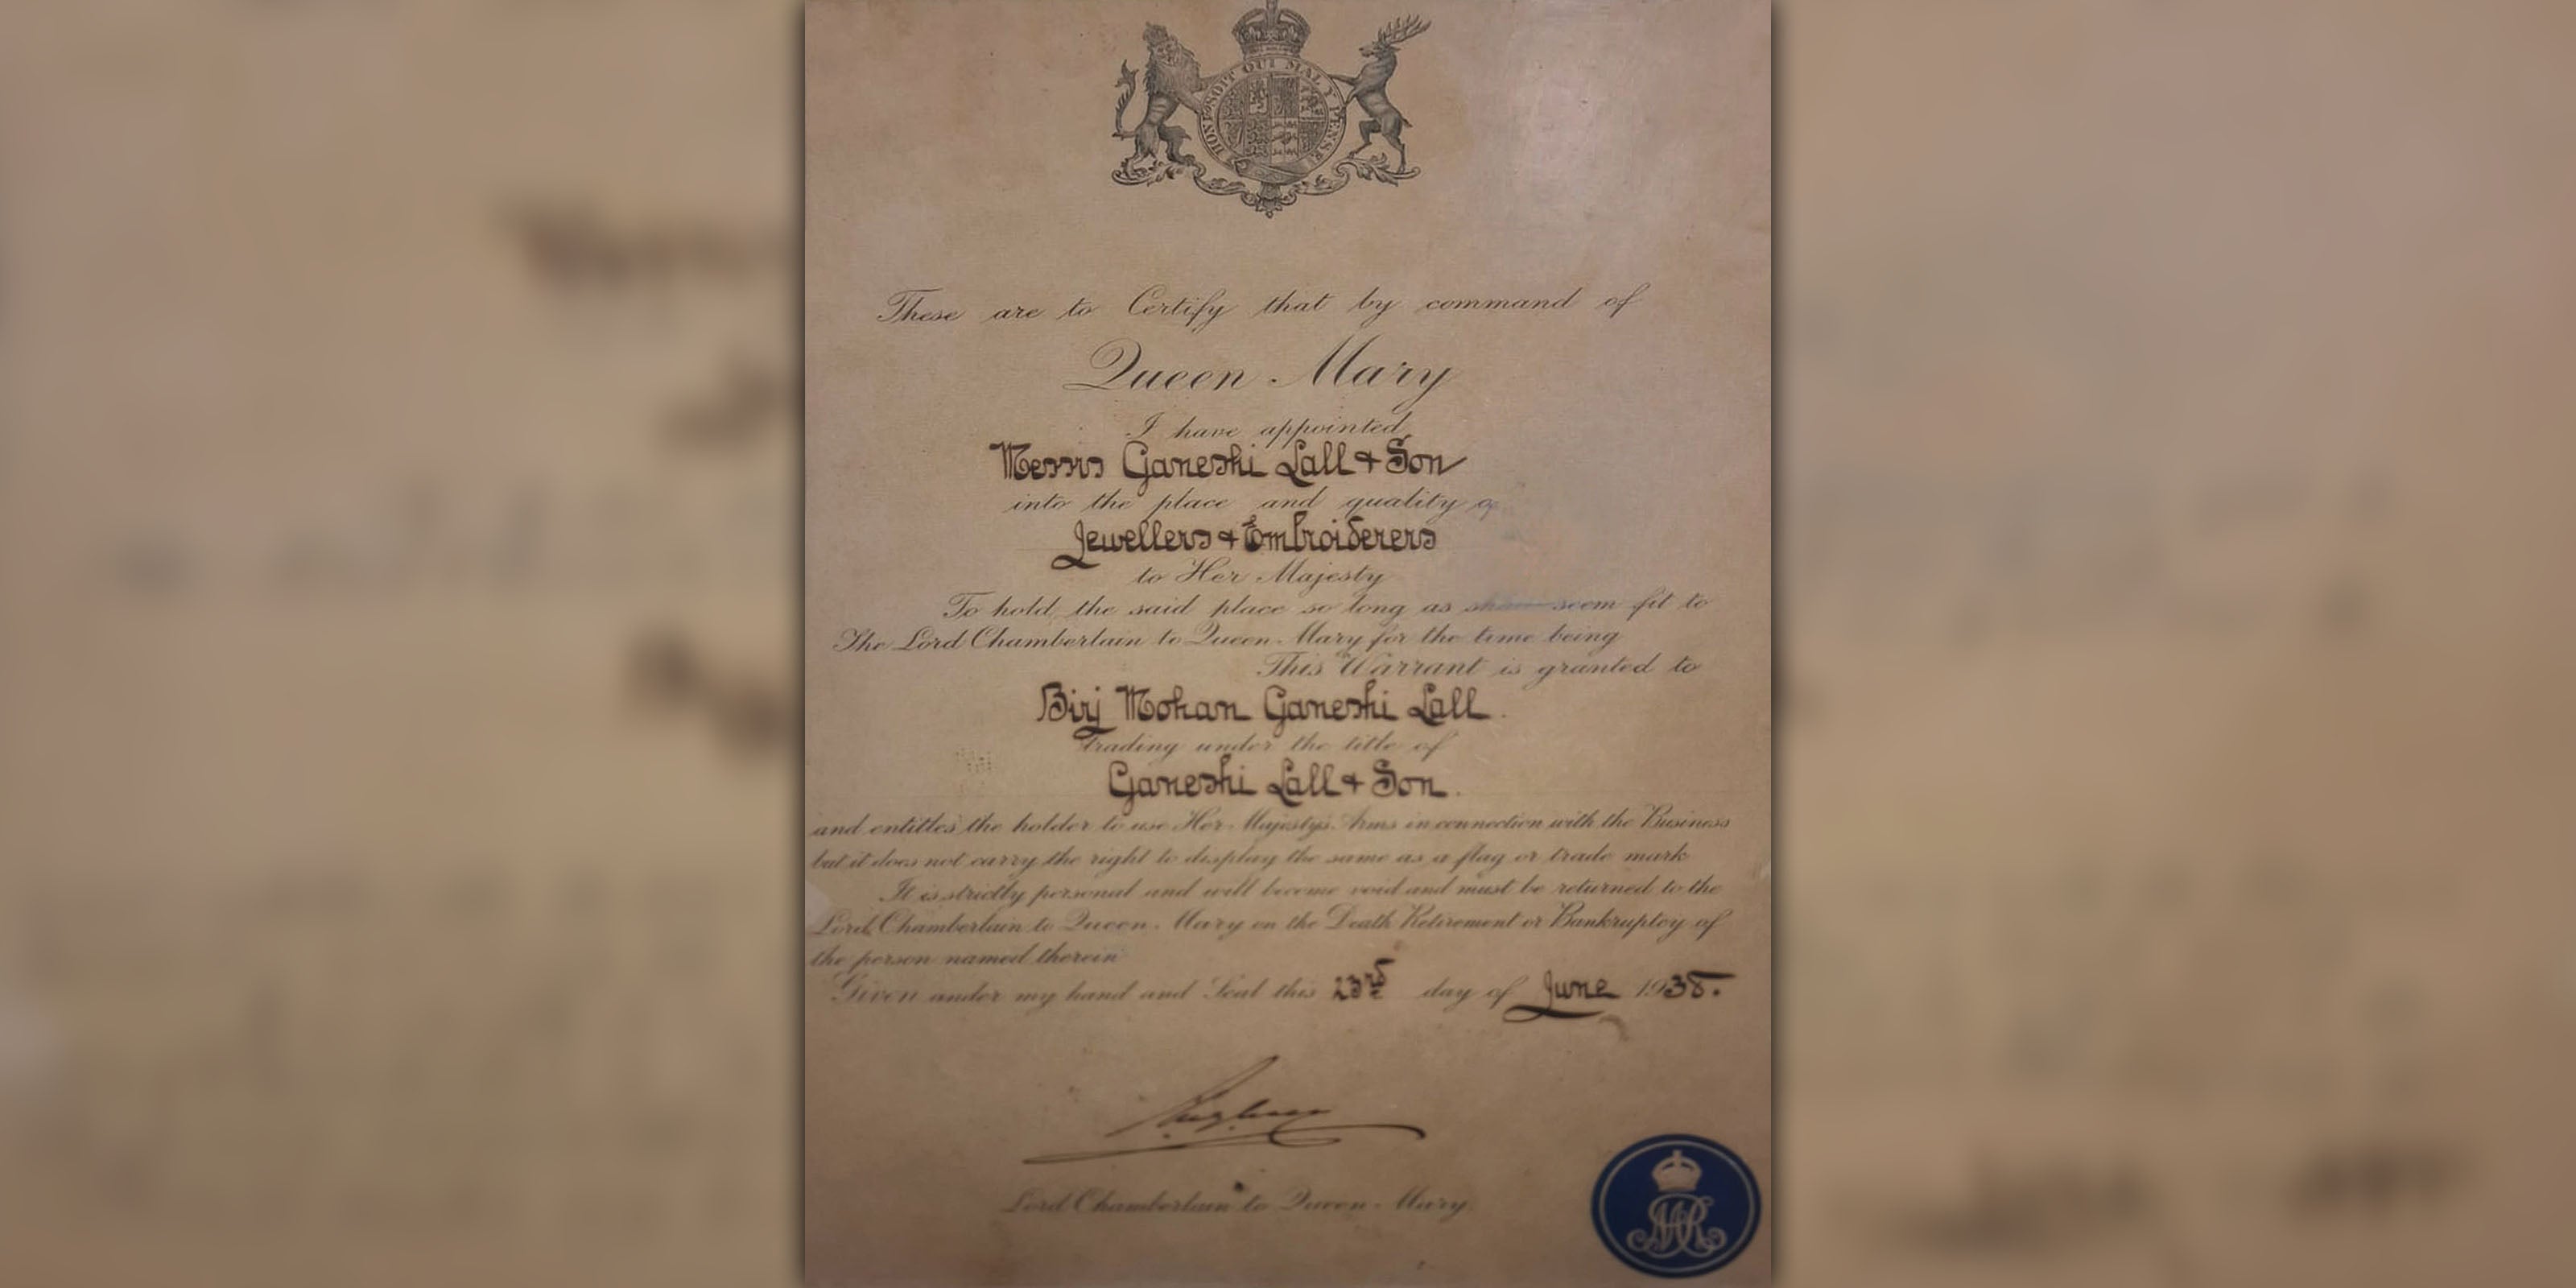 HONI SOIT QUI MAL Y PENSE
These are to Certify that by command of
Queen Mary
I have appointed
Messrs Ganeshi Lall & Son
into the place and quality of
Jewellers & Embroiderers
to Her Majesty
To hold the said place so long as shall seem fit to
The Lord Chamberlain to Queen Mary for the time being
This Warrant is granted to
Birj Mohan Ganeshi Lall.
trading under the title of
Ganeshi Lall & Son.
and entitles the holder to use Her Majesty's Arms in connection with the Business
but it does not carry the right to display the same as a flag or trade mark
It is strictly personal and will become void and must be returned to the
Lord Chamberlain to Queen Mary on the Death Retirement or Bankruptcy of
the person named therein
Given under my hand and Seal this 23rd day of June 1938.
Lord Chamberlain to Queen Mary.